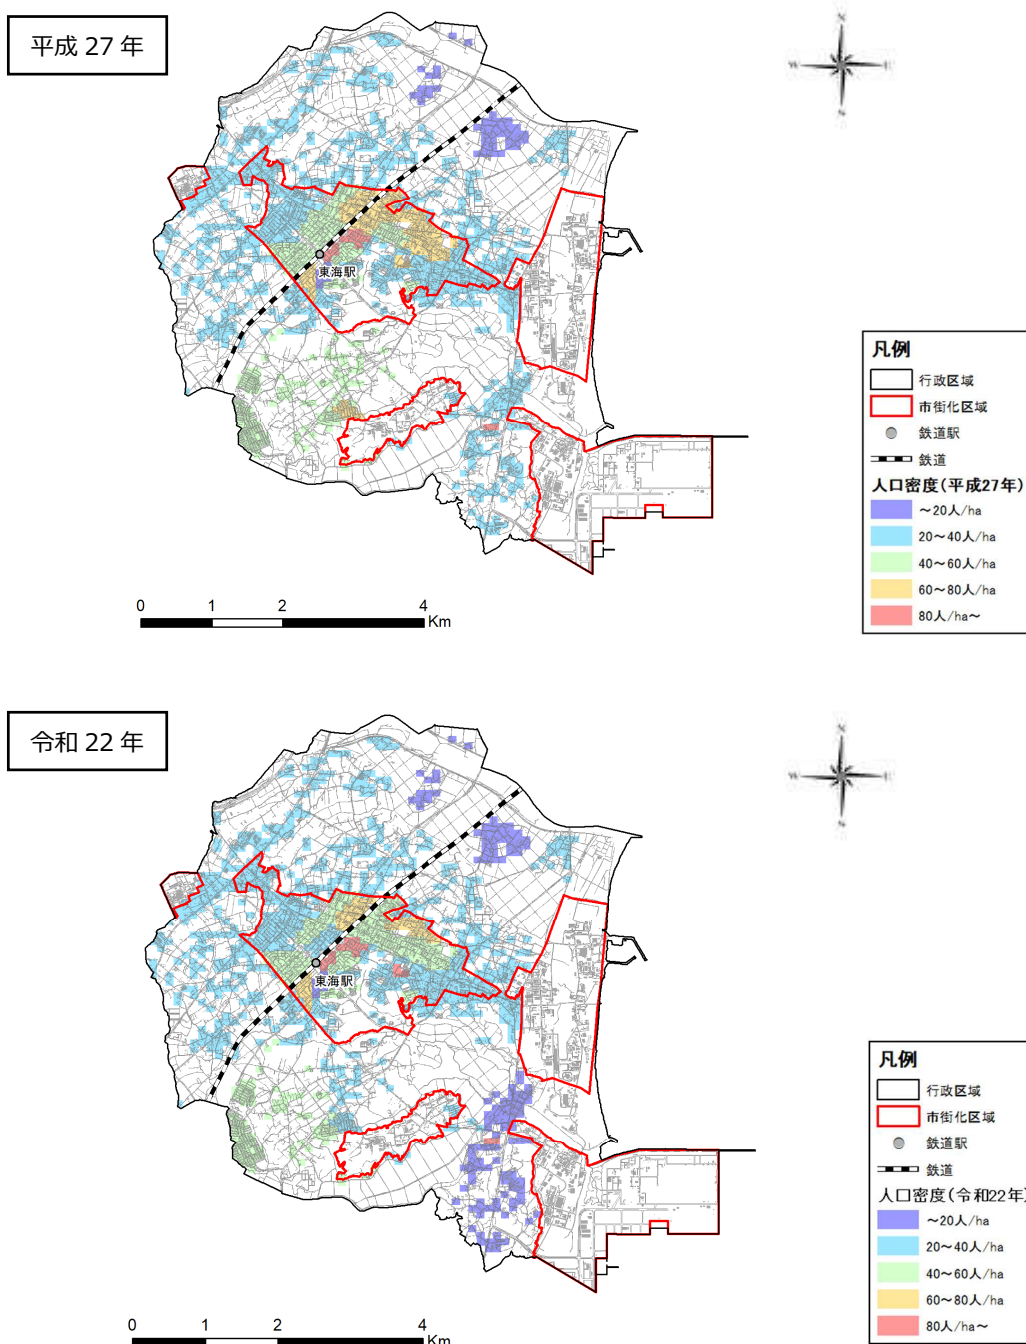 平成 27 年
N
W
E
S
東海駅
凡例
行政区域
市街化区域
鉄道駅
鉄道
人口密度(平成27年)
～20人/ha
20～40人/ha
40～60人/ha
60～80人/ha
80人/ha～
0 1 2 4
Km
令和 22 年
N
W
E
S
東海駅
凡例
行政区域
市街化区域
鉄道駅
鉄道
人口密度(令和22年)
～20人/ha
20～40人/ha
40～60人/ha
60～80人/ha
80人/ha～
0 1 2 4
Km